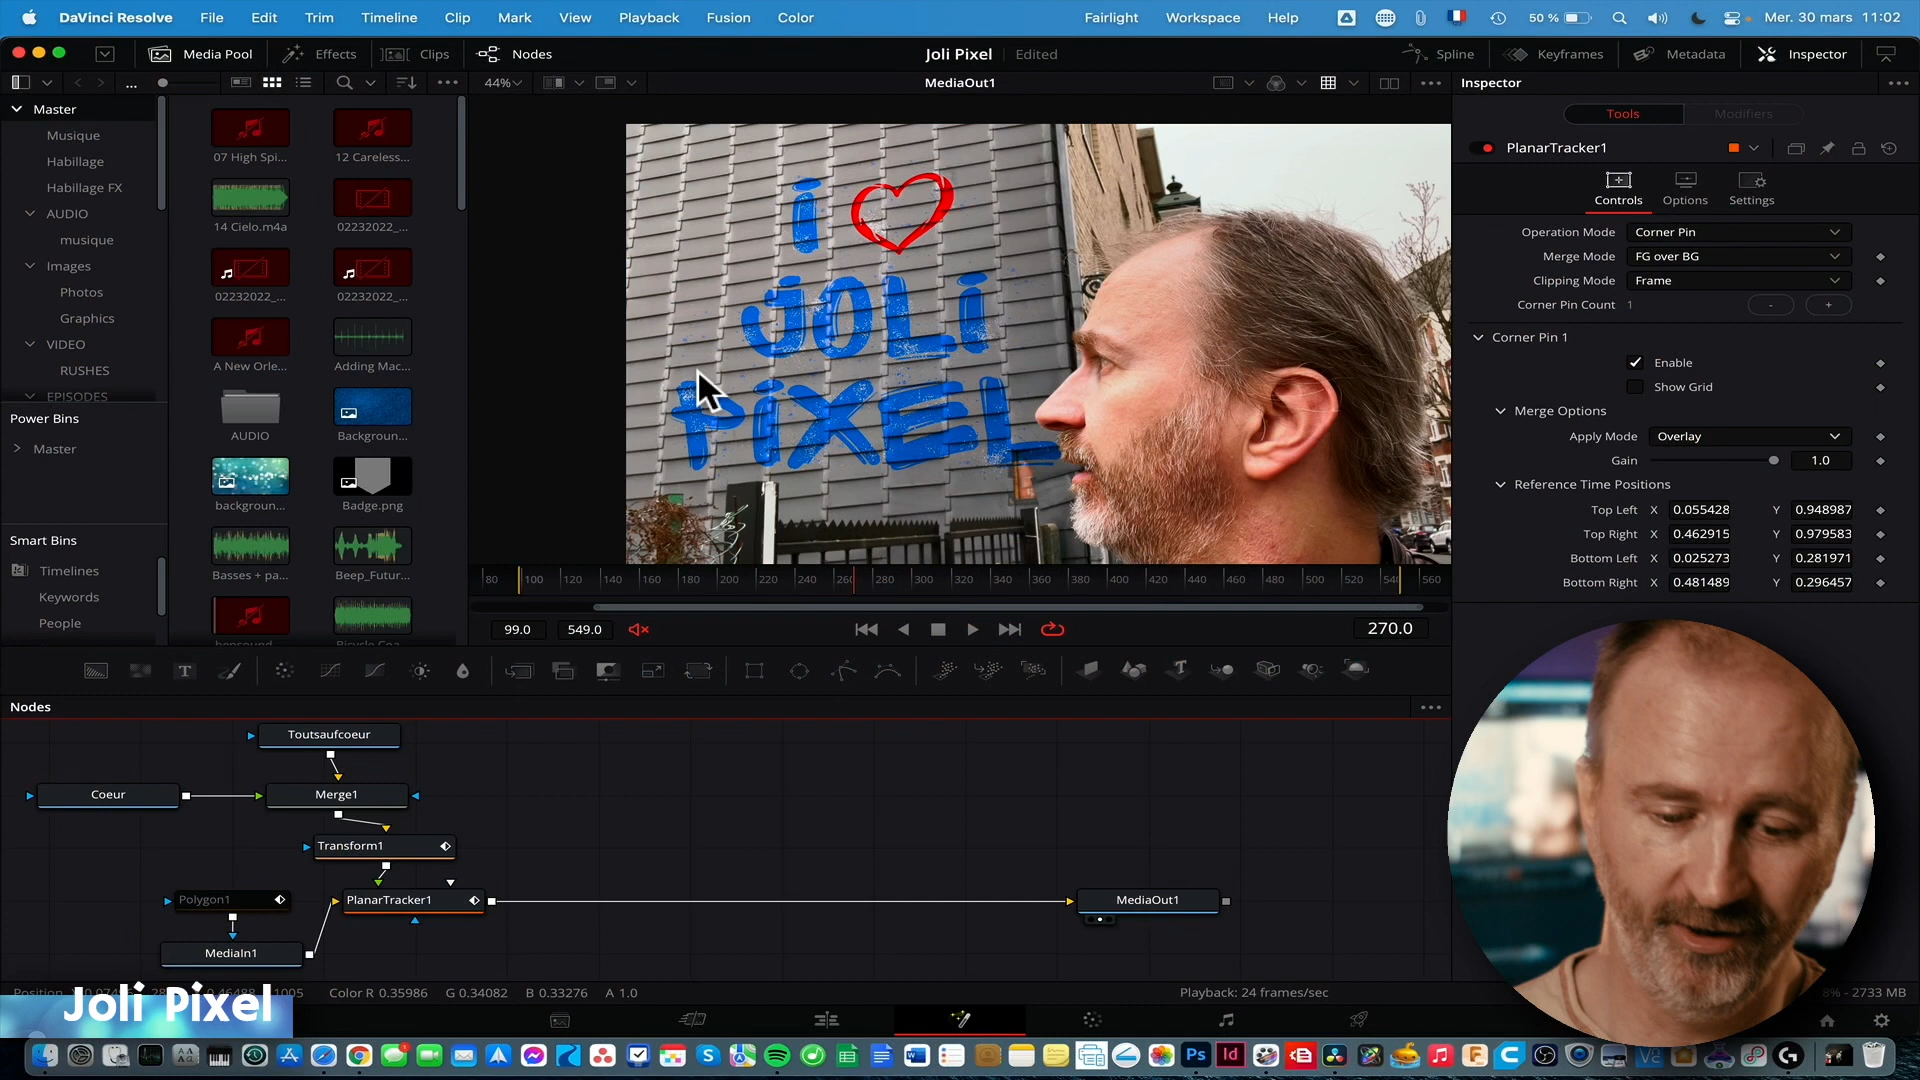 DaVinci Resolve File Edit Trim Timeline Clip Mark View Playback Fusion Color Fairlight Workspace Help 50 % Mer. 30 mars 11:02
Media Pool Effects Clips Nodes Joli Pixel Edited Spline Keyframes Metadata Inspector
... 44% MediaOut1 Inspector
Master
Musique
Habillage
Habillage FX
AUDIO
musique
Images
Photos
Graphics
VIDEO
RUSHES
EPISODES
Power Bins
Master
Smart Bins
Timelines
Keywords
People
07 High Spi... 12 Careless...
14 Cielo.m4a 02232022_...
02232022_... 02232022_...
A New Orle... Adding Mac...
AUDIO Backgroun...
backgroun... Badge.png
Basses + pa... Beep_Futur...
i
JOLi
PiXEL
80 100 120 140 160 180 200 220 240 260 280 300 320 340 360 380 400 420 440 460 480 500 520 540 560
99.0 549.0 270.0
Tools Modifiers
PlanarTracker1
Controls Options Settings
Operation Mode Corner Pin
Merge Mode FG over BG
Clipping Mode Frame
Corner Pin Count 1 - +
Corner Pin 1
Enable
Show Grid
Merge Options
Apply Mode Overlay
Gain 1.0
Reference Time Positions
Top Left X 0.055428 Y 0.948987
Top Right X 0.462915 Y 0.979583
Bottom Left X 0.025273 Y 0.281971
Bottom Right X 0.481489 Y 0.296457
Nodes
Toutsaufcoeur
Coeur Merge1
Transform1
Polygon1 PlanarTracker1 MediaOut1
MediaIn1
Position Color R 0.35986 G 0.34082 B 0.33276 A 1.0 Playback: 24 frames/sec 2733 MB
Joli Pixel